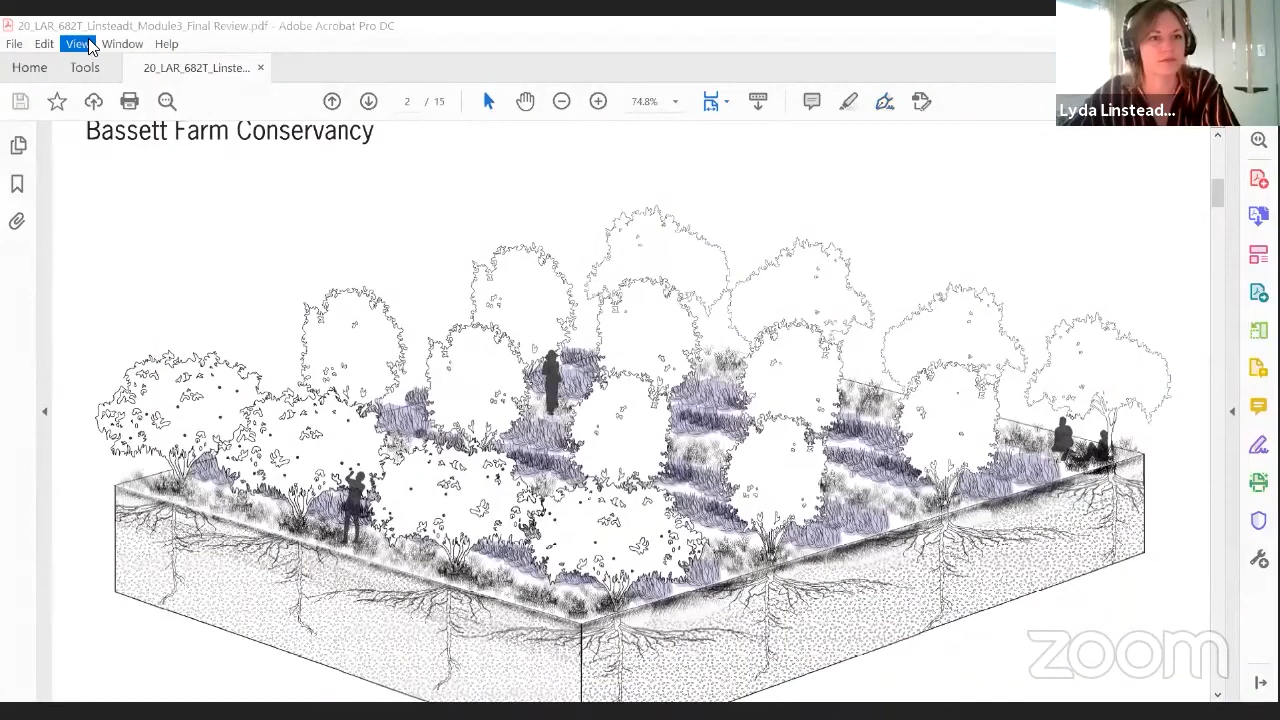 20_LAR_682T_Linsteadt_Module3_Final Review.pdf - Adobe Acrobat Pro DC
File Edit View Window Help
Home Tools 20_LAR_682T_Linste... ×
2 / 15 74.8%
Lyda Linstead...
Bassett Farm Conservancy
zoom